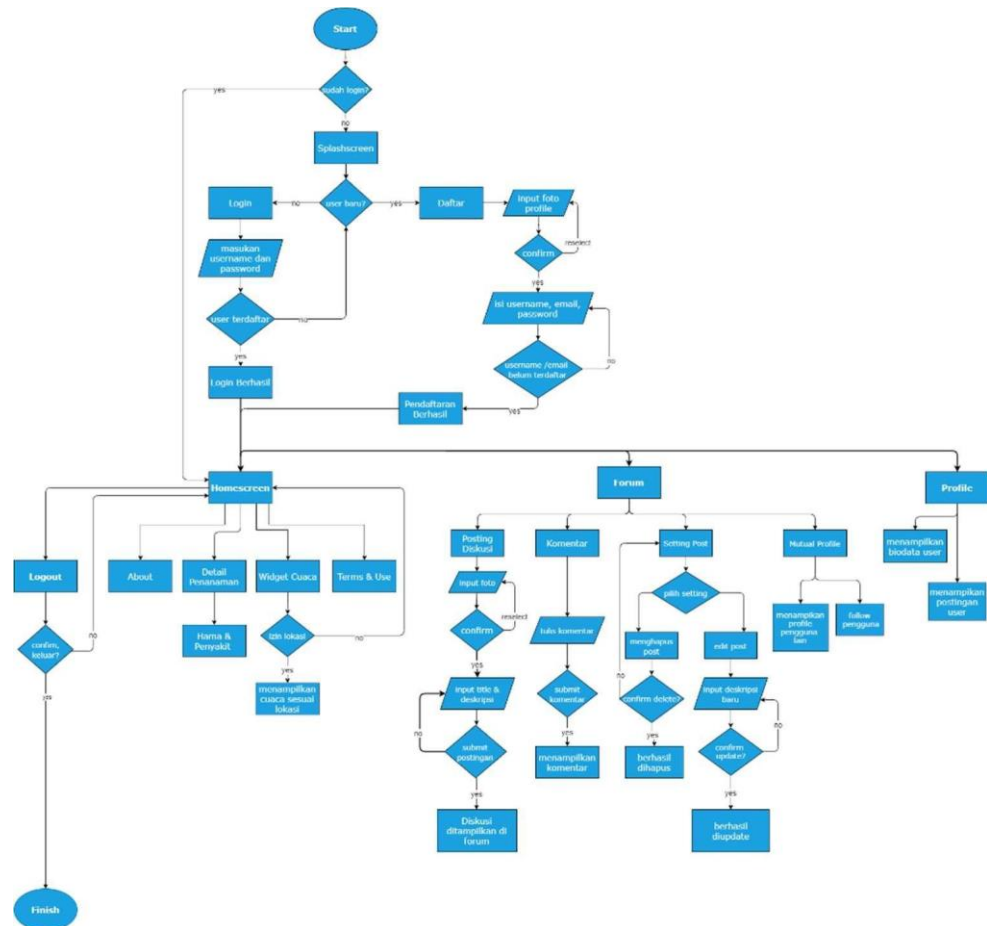 Start
sudah login?
yes
no
Splashscreen
Login
no
user baru?
yes
Daftar
input foto
profile
reselect
masukan
username dan
password
confirm
yes
isi username, email,
password
user terdaftar
no
yes
username /email
belum terdaftar
no
Login Berhasil
Pendaftaran
Berhasil
yes
Homescreen
Forum
Profile
Logout
no
About
Detail
Penanaman
Widget Cuaca
Terms & Use
confirm,
keluar?
yes
Hama &
Penyakit
izin lokasi
no
yes
menampilkan
cuaca sesuai
lokasi
Posting
Diskusi
Komentar
Setting Post
Mutual Profile
menampilkan
biodata user
menampikan
postingan
user
input foto
reselect
confirm
yes
tulis komentar
pilih setting
menampilkan
profile
pengguna
lain
follow
pengguna
menghapus
post
edit post
no
input title &
deskripsi
no
submit
postingan
yes
Diskusi
ditampilkan di
forum
submit
komentar
yes
menampilkan
komentar
confirm delete?
yes
berhasil
dihapus
input deskripsi
baru
no
confirm
update?
yes
berhasil
diupdate
Finish